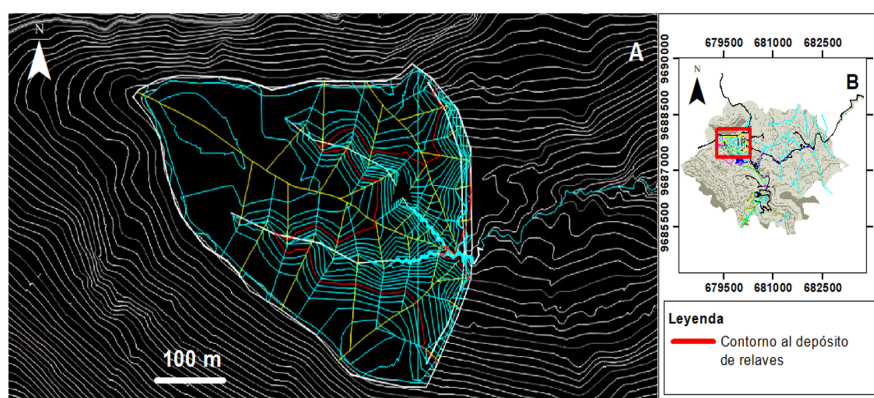 N
A
100 m
679500 681000 682500
N
B
9690000
9688500
9687000
9685500
679500 681000 682500
Leyenda
Contorno al depósito
de relaves